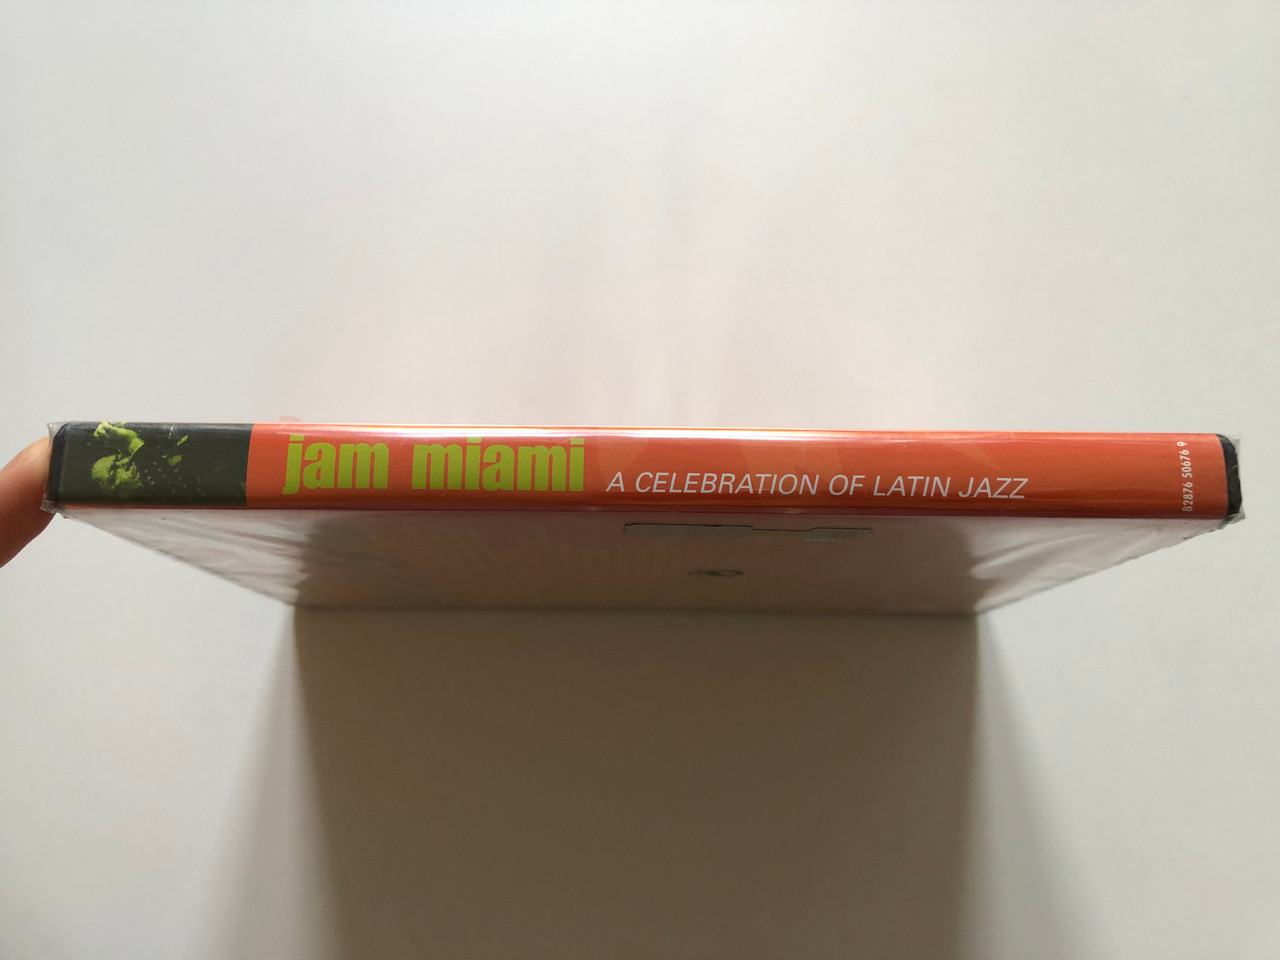 jam miami
A CELEBRATION OF LATIN JAZZ
82876 50676 9